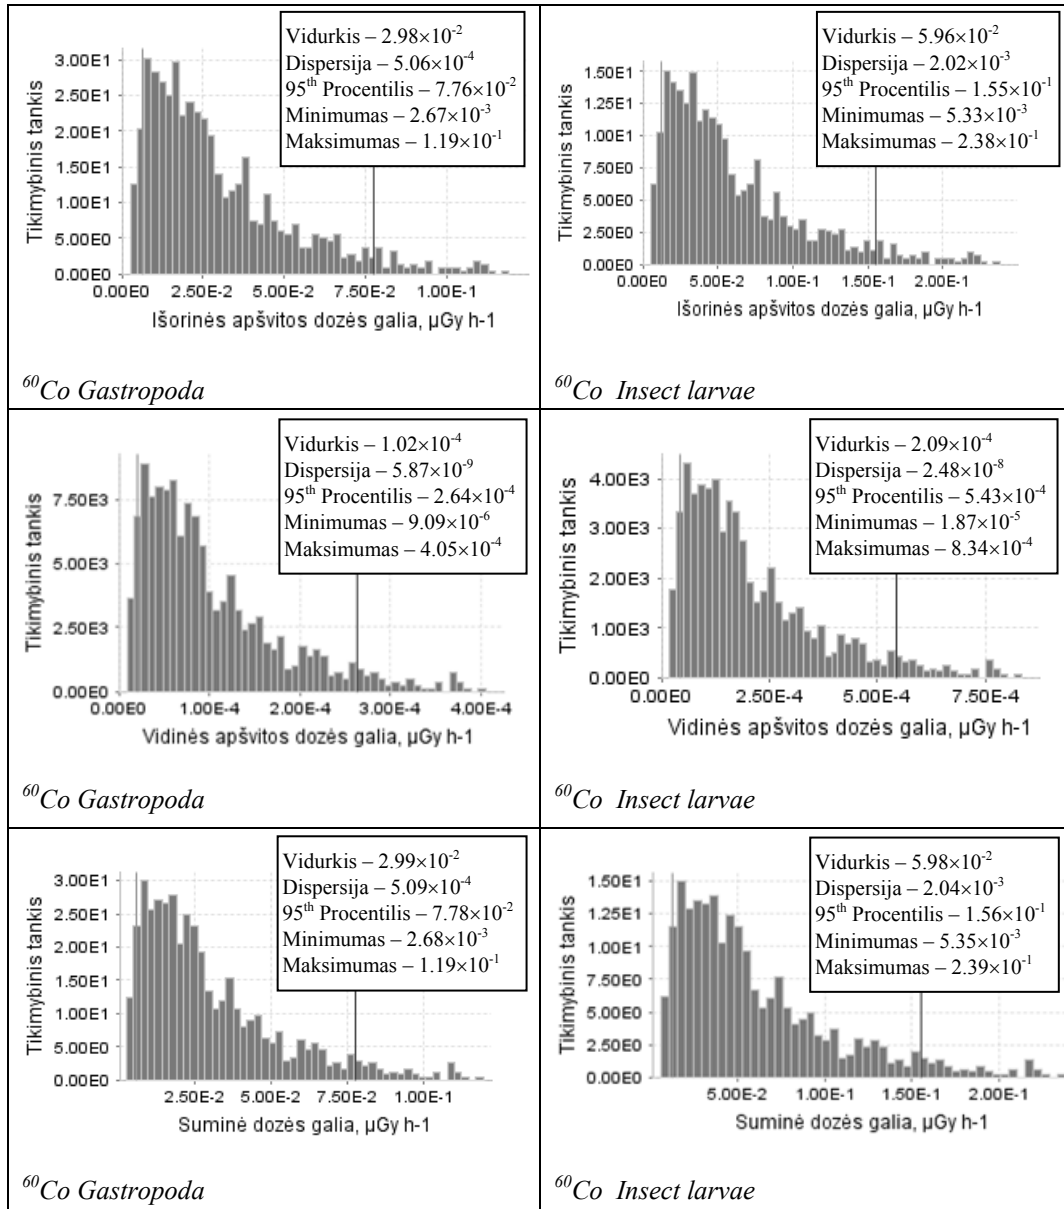 Vidurkis – 2.98×10⁻²
Dispersija – 5.06×10⁻⁴
95ᵗʰ Procentilis – 7.76×10⁻²
Minimumas – 2.67×10⁻³
Maksimumas – 1.19×10⁻¹
Tikimybinis tankis
3.00E1
2.50E1
2.00E1
1.50E1
1.00E1
5.00E0
0.00E0
0.00E0 2.50E-2 5.00E-2 7.50E-2 1.00E-1
Išorinės apšvitos dozės galia, µGy h-1
⁶⁰Co Gastropoda
Vidurkis – 5.96×10⁻²
Dispersija – 2.02×10⁻³
95ᵗʰ Procentilis – 1.55×10⁻¹
Minimumas – 5.33×10⁻³
Maksimumas – 2.38×10⁻¹
Tikimybinis tankis
1.50E1
1.25E1
1.00E1
7.50E0
5.00E0
2.50E0
0.00E0
0.00E0 5.00E-2 1.00E-1 1.50E-1 2.00E-1
Išorinės apšvitos dozės galia, µGy h-1
⁶⁰Co Insect larvae
Vidurkis – 1.02×10⁻⁴
Dispersija – 5.87×10⁻⁹
95ᵗʰ Procentilis – 2.64×10⁻⁴
Minimumas – 9.09×10⁻⁶
Maksimumas – 4.05×10⁻⁴
Tikimybinis tankis
7.50E3
5.00E3
2.50E3
0.00E0
0.00E0 1.00E-4 2.00E-4 3.00E-4 4.00E-4
Vidinės apšvitos dozės galia, µGy h-1
⁶⁰Co Gastropoda
Vidurkis – 2.09×10⁻⁴
Dispersija – 2.48×10⁻⁸
95ᵗʰ Procentilis – 5.43×10⁻⁴
Minimumas – 1.87×10⁻⁵
Maksimumas – 8.34×10⁻⁴
Tikimybinis tankis
4.00E3
3.00E3
2.00E3
1.00E3
0.00E0
0.00E0 2.50E-4 5.00E-4 7.50E-4
Vidinės apšvitos dozės galia, µGy h-1
⁶⁰Co Insect larvae
Vidurkis – 2.99×10⁻²
Dispersija – 5.09×10⁻⁴
95ᵗʰ Procentilis – 7.78×10⁻²
Minimumas – 2.68×10⁻³
Maksimumas – 1.19×10⁻¹
Tikimybinis tankis
3.00E1
2.50E1
2.00E1
1.50E1
1.00E1
5.00E0
0.00E0
2.50E-2 5.00E-2 7.50E-2 1.00E-1
Suminė dozės galia, µGy h-1
⁶⁰Co Gastropoda
Vidurkis – 5.98×10⁻²
Dispersija – 2.04×10⁻³
95ᵗʰ Procentilis – 1.56×10⁻¹
Minimumas – 5.35×10⁻³
Maksimumas – 2.39×10⁻¹
Tikimybinis tankis
1.50E1
1.25E1
1.00E1
7.50E0
5.00E0
2.50E0
0.00E0
5.00E-2 1.00E-1 1.50E-1 2.00E-1
Suminė dozės galia, µGy h-1
⁶⁰Co Insect larvae